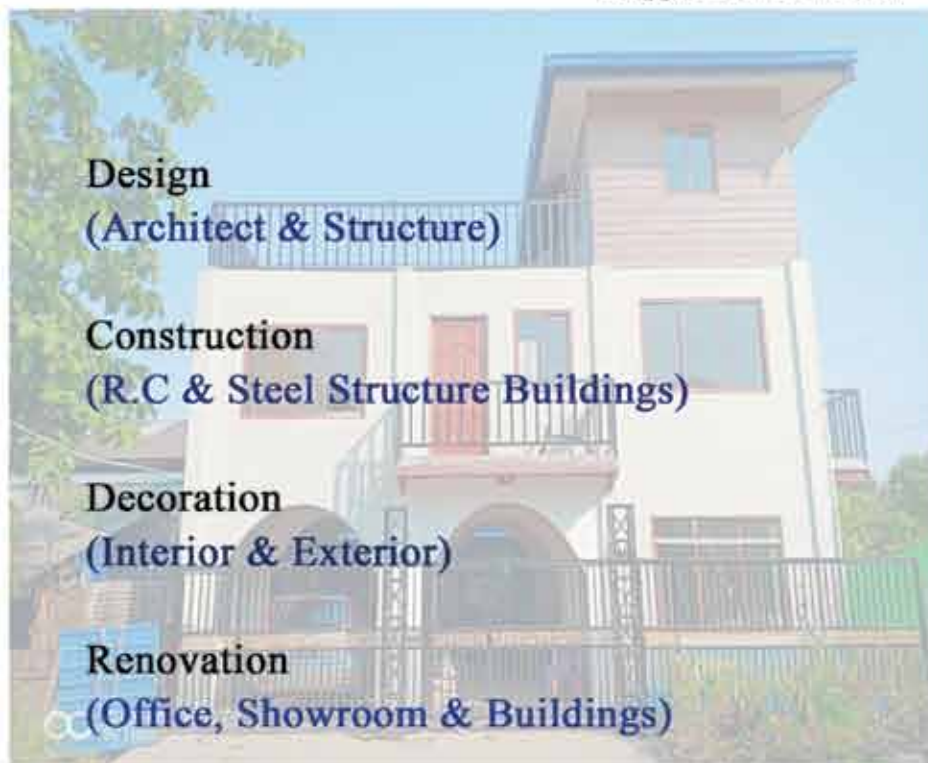 Design
(Architect & Structure)
Construction
(R.C & Steel Structure Buildings)
Decoration
(Interior & Exterior)
Renovation
(Office, Showroom & Buildings)